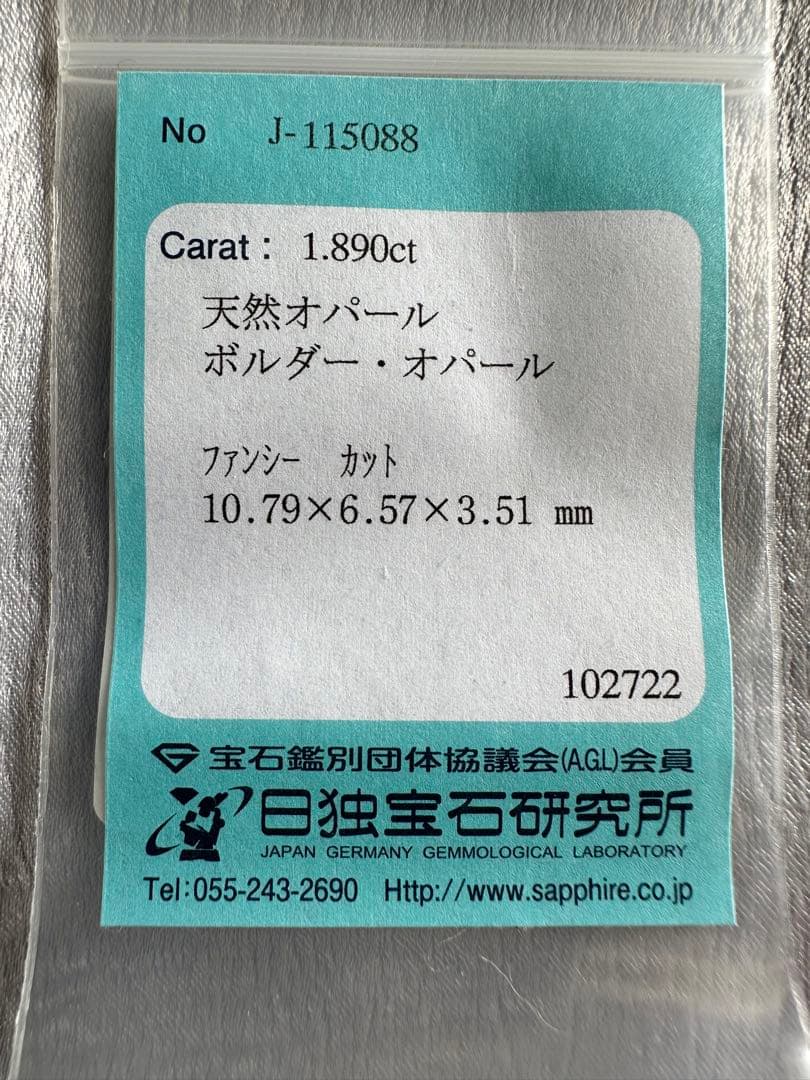 No J-115088
Carat: 1.890ct
天然オパール
ボルダー・オパール
ファンシー カット
10.79×6.57×3.51 mm
102722
宝石鑑別団体協議会(A.G.L)会員
日独宝石研究所
JAPAN GERMANY GEMMOLOGICAL LABORATORY
Tel:055-243-2690 Http://www.sapphire.co.jp